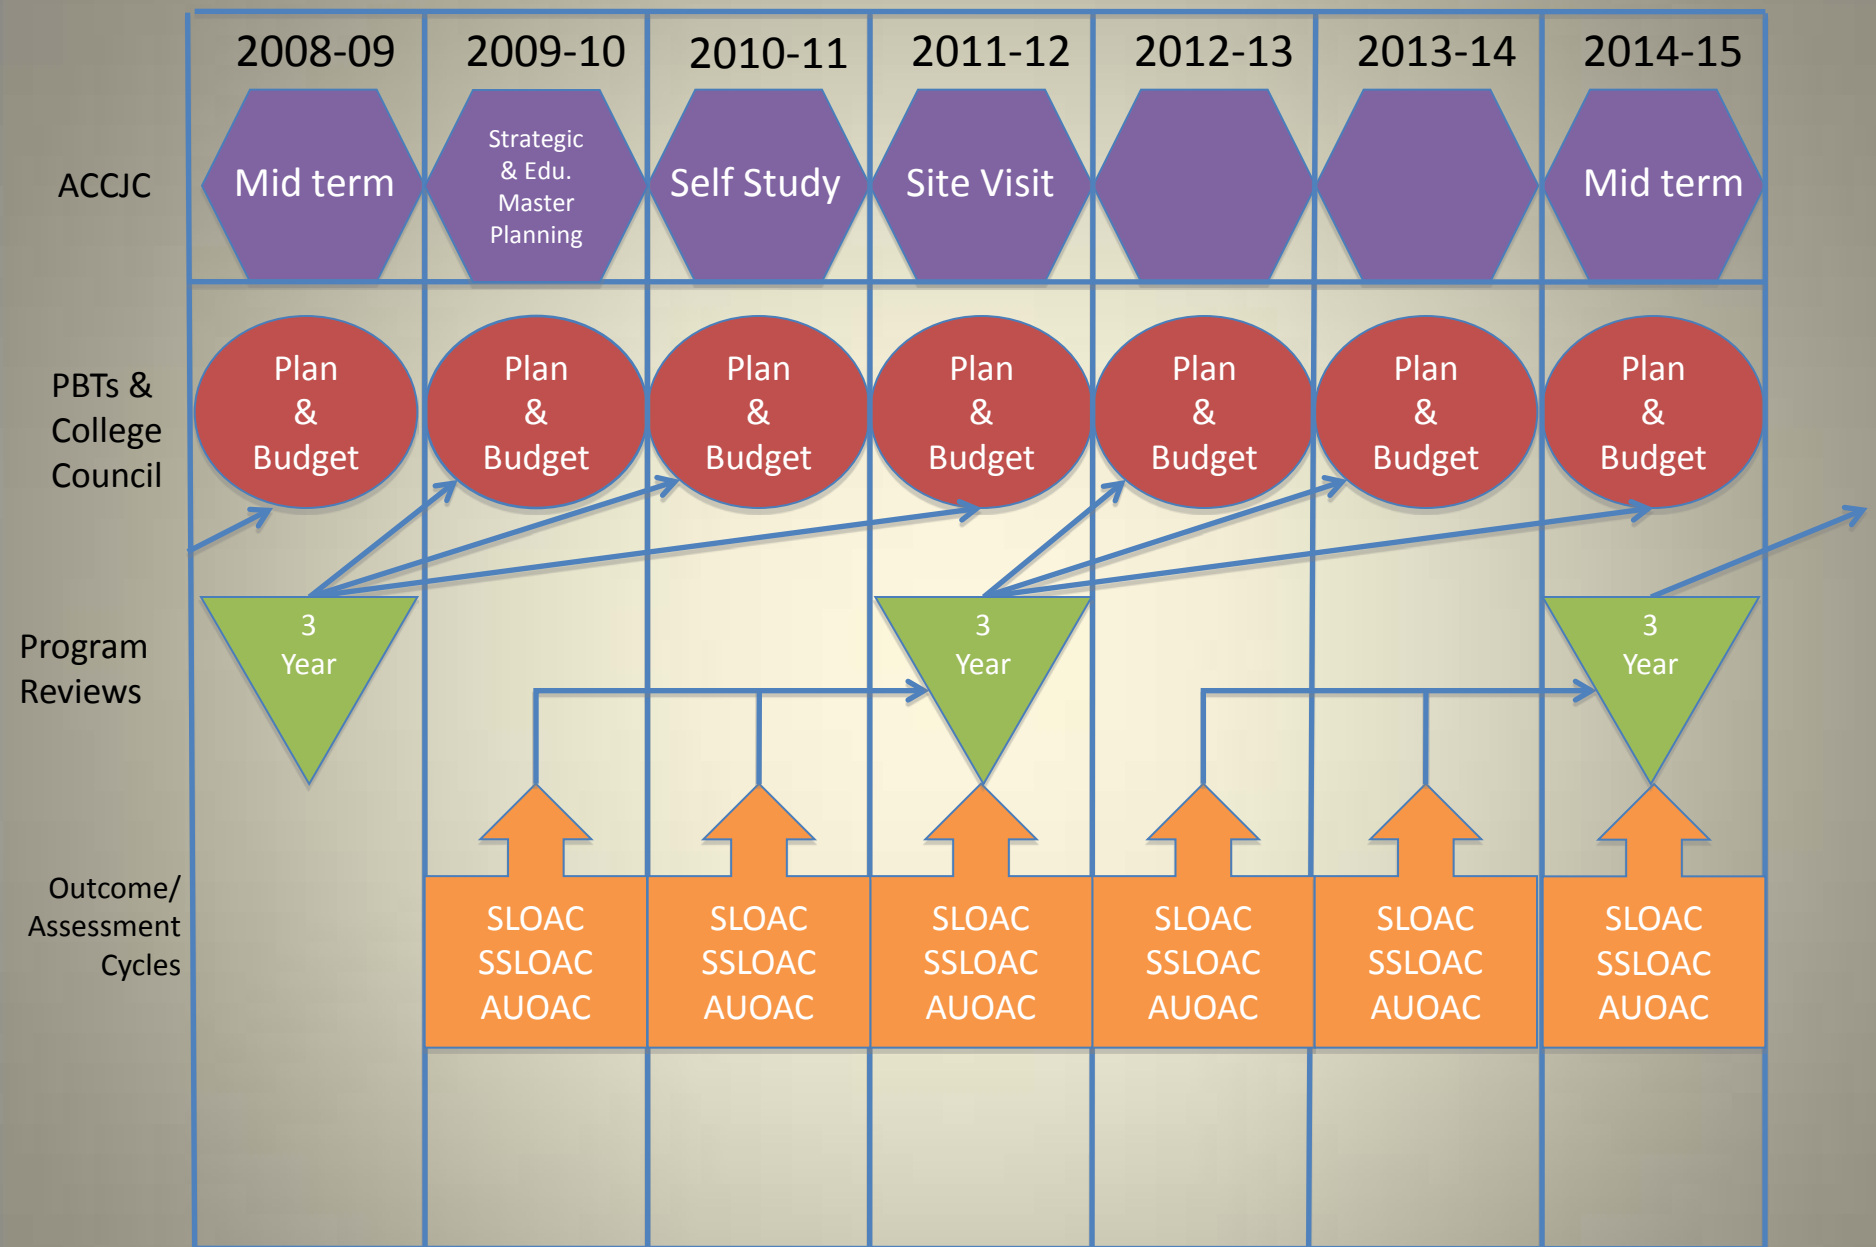 2008-09 2009-10 2010-11 2011-12 2012-13 2013-14 2014-15
ACCJC
Mid term
Strategic
& Edu.
Master
Planning
Self Study
Site Visit
Mid term
PBTs &
College
Council
Plan
&
Budget
Plan
&
Budget
Plan
&
Budget
Plan
&
Budget
Plan
&
Budget
Plan
&
Budget
Plan
&
Budget
Program
Reviews
3
Year
3
Year
3
Year
Outcome/
Assessment
Cycles
SLOAC
SSLOAC
AUOAC
SLOAC
SSLOAC
AUOAC
SLOAC
SSLOAC
AUOAC
SLOAC
SSLOAC
AUOAC
SLOAC
SSLOAC
AUOAC
SLOAC
SSLOAC
AUOAC